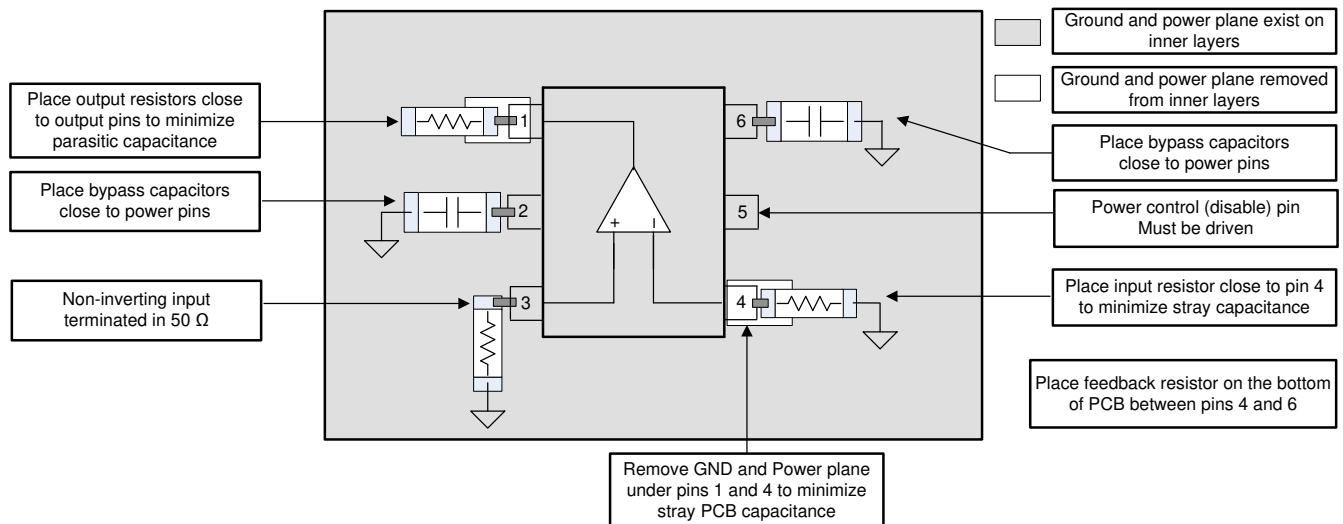 Ground and power plane exist on
inner layers
Ground and power plane removed
from inner layers
Place output resistors close
to output pins to minimize
parasitic capacitance
1
6
Place bypass capacitors
close to power pins
Place bypass capacitors
close to power pins
2
5
+
−
Power control (disable) pin
Must be driven
Non-inverting input
terminated in 50 Ω
3
4
Place input resistor close to pin 4
to minimize stray capacitance
Place feedback resistor on the bottom
of PCB between pins 4 and 6
Remove GND and Power plane
under pins 1 and 4 to minimize
stray PCB capacitance